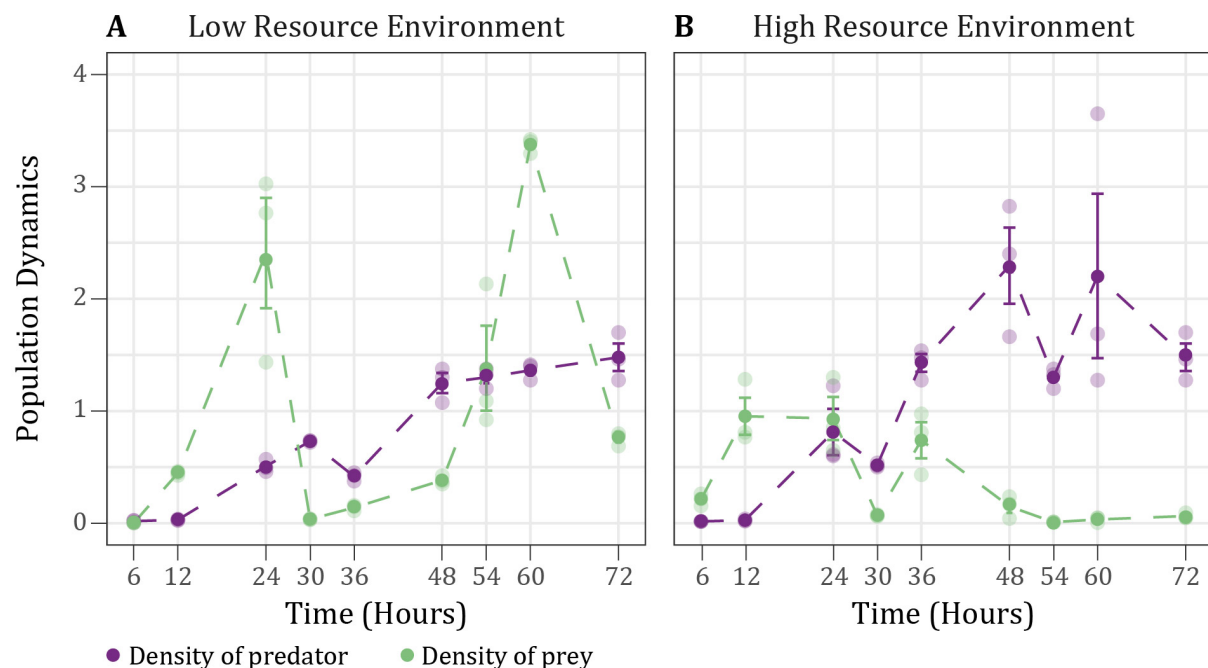 A Low Resource Environment
B High Resource Environment
Population Dynamics
4
3
2
1
0
6 12 24 30 36 48 54 60 72
6 12 24 30 36 48 54 60 72
Time (Hours)
Time (Hours)
Density of predator
Density of prey